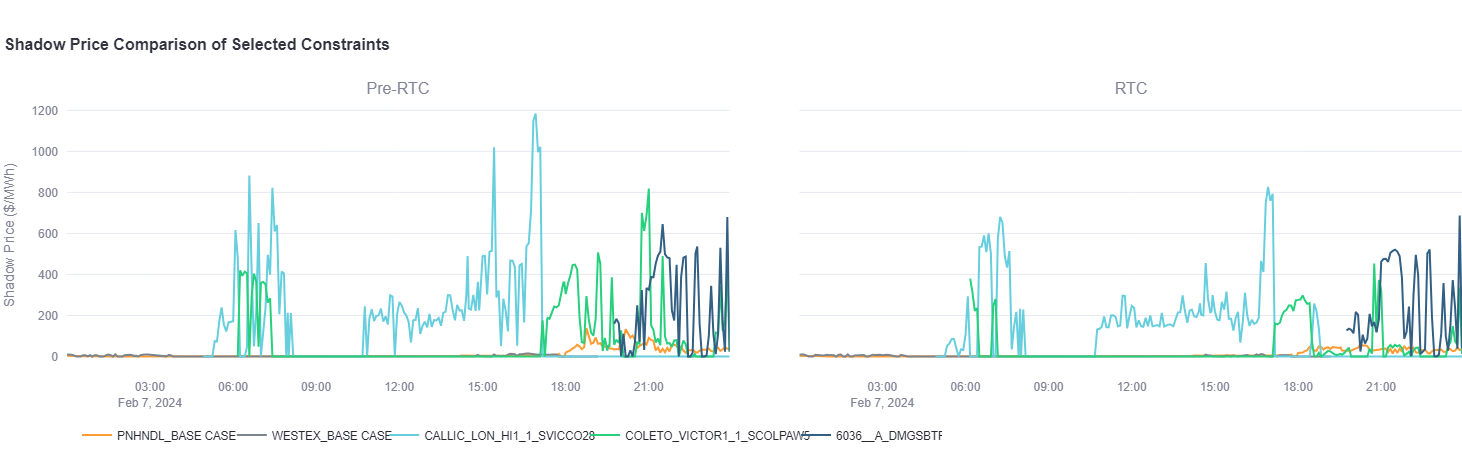 Shadow Price Comparison of Selected Constraints
Pre-RTC
RTC
Shadow Price ($/MWh)
1200
1000
800
600
400
200
0
03:00
06:00
09:00
12:00
15:00
18:00
21:00
Feb 7, 2024
03:00
06:00
09:00
12:00
15:00
18:00
21:00
Feb 7, 2024
PNHNDL_BASE CASE
WESTEX_BASE CASE
CALLIC_LON_HI1_1_SVICCO28
COLETO_VICTOR1_1_SCOLPAW5
6036__A_DMGSBTF